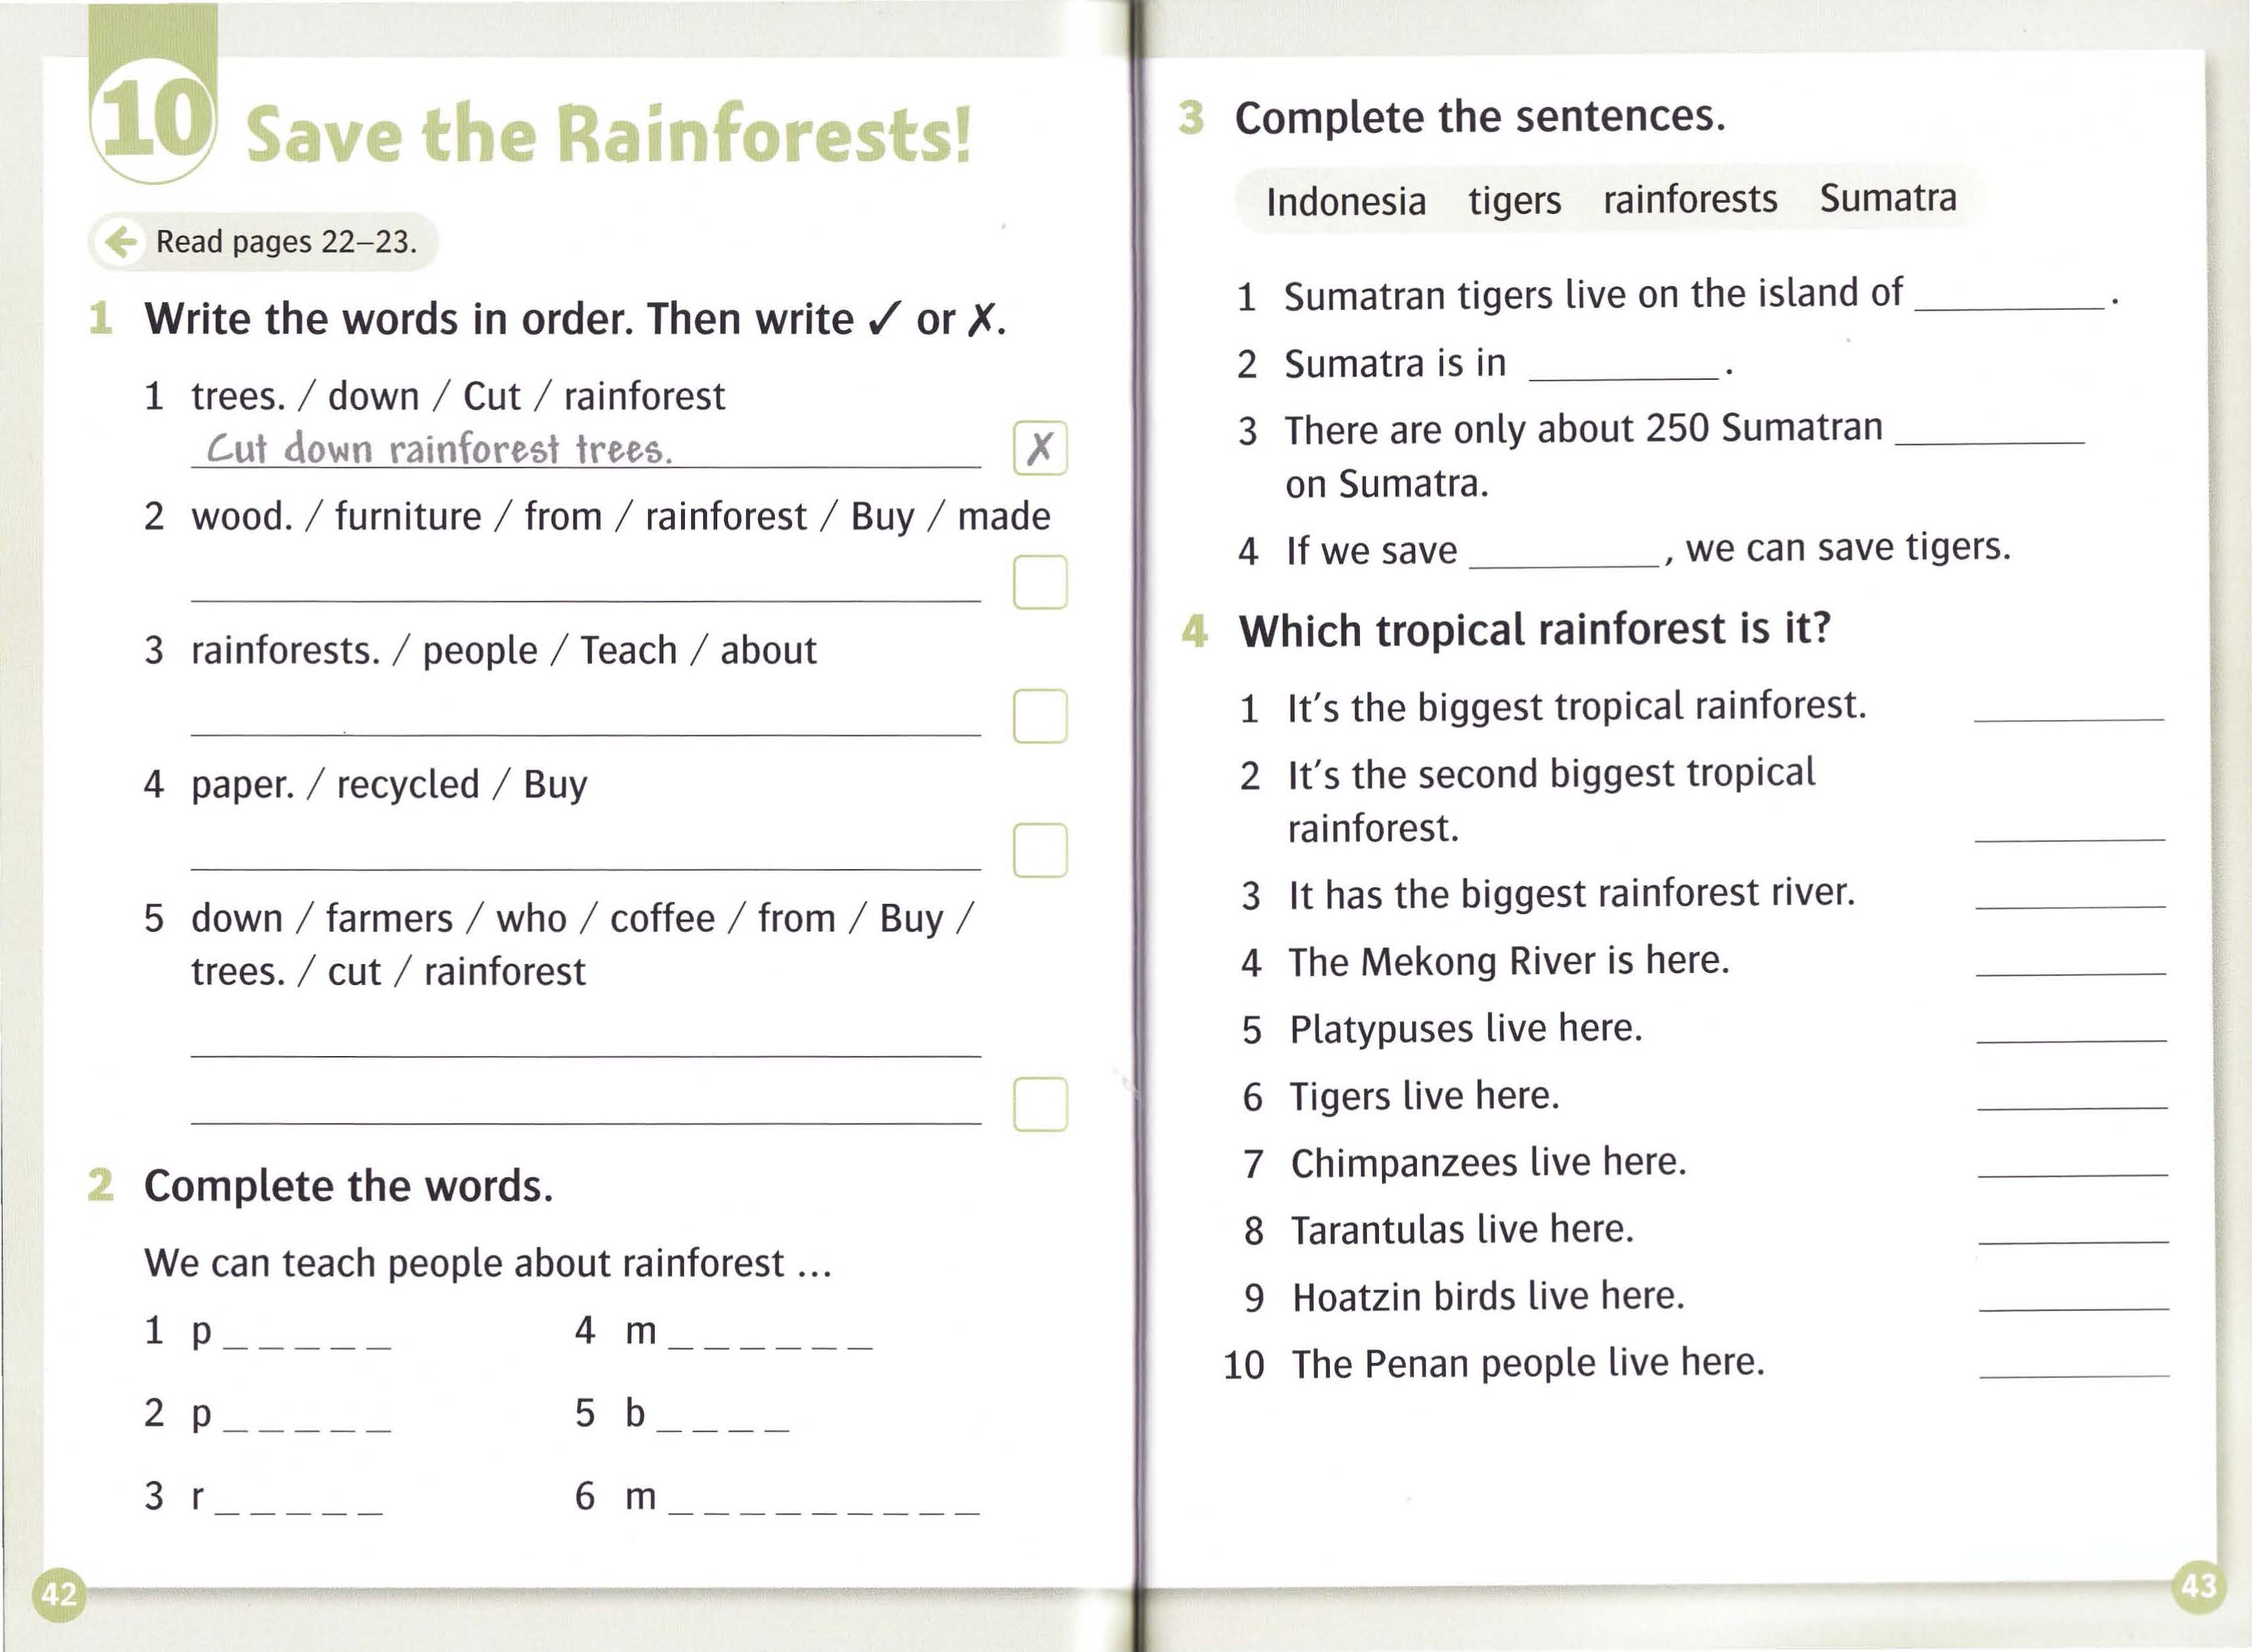 10 Save the Rainforests!
Read pages 22–23.
1 Write the words in order. Then write ✓ or ✗.
1 trees. / down / Cut / rainforest
Cut down rainforest trees. ✗
2 wood. / furniture / from / rainforest / Buy / made
3 rainforests. / people / Teach / about
4 paper. / recycled / Buy
5 down / farmers / who / coffee / from / Buy /
trees. / cut / rainforest
2 Complete the words.
We can teach people about rainforest ...
1 p _ _ _ _ _
2 p _ _ _ _ _
3 r _ _ _ _ _
4 m _ _ _ _ _ _
5 b _ _ _ _
6 m _ _ _ _ _ _ _ _ _
42
3 Complete the sentences.
Indonesia tigers rainforests Sumatra
1 Sumatran tigers live on the island of ________ .
2 Sumatra is in ________ .
3 There are only about 250 Sumatran ________
on Sumatra.
4 If we save ________ , we can save tigers.
4 Which tropical rainforest is it?
1 It's the biggest tropical rainforest. ________
2 It's the second biggest tropical
rainforest. ________
3 It has the biggest rainforest river. ________
4 The Mekong River is here. ________
5 Platypuses live here. ________
6 Tigers live here. ________
7 Chimpanzees live here. ________
8 Tarantulas live here. ________
9 Hoatzin birds live here. ________
10 The Penan people live here. ________
43